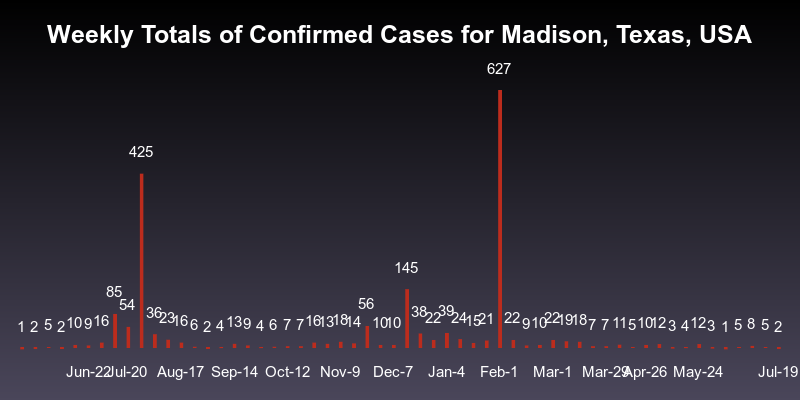 Weekly Totals of Confirmed Cases for Madison, Texas, USA
627
425
145
85
54
56
1 2 5 2 10 9 16 36 23 16 6 2 4 13 9 4 6 7 7 16 13 18 14 10 10 38 22 39 24 15 21 22 9 10 22 19 18 7 7 11 5 10 12 3 4 12 3 1 5 8 5 2
Jun-22 Jul-20 Aug-17 Sep-14 Oct-12 Nov-9 Dec-7 Jan-4 Feb-1 Mar-1 Mar-29 Apr-26 May-24 Jul-19